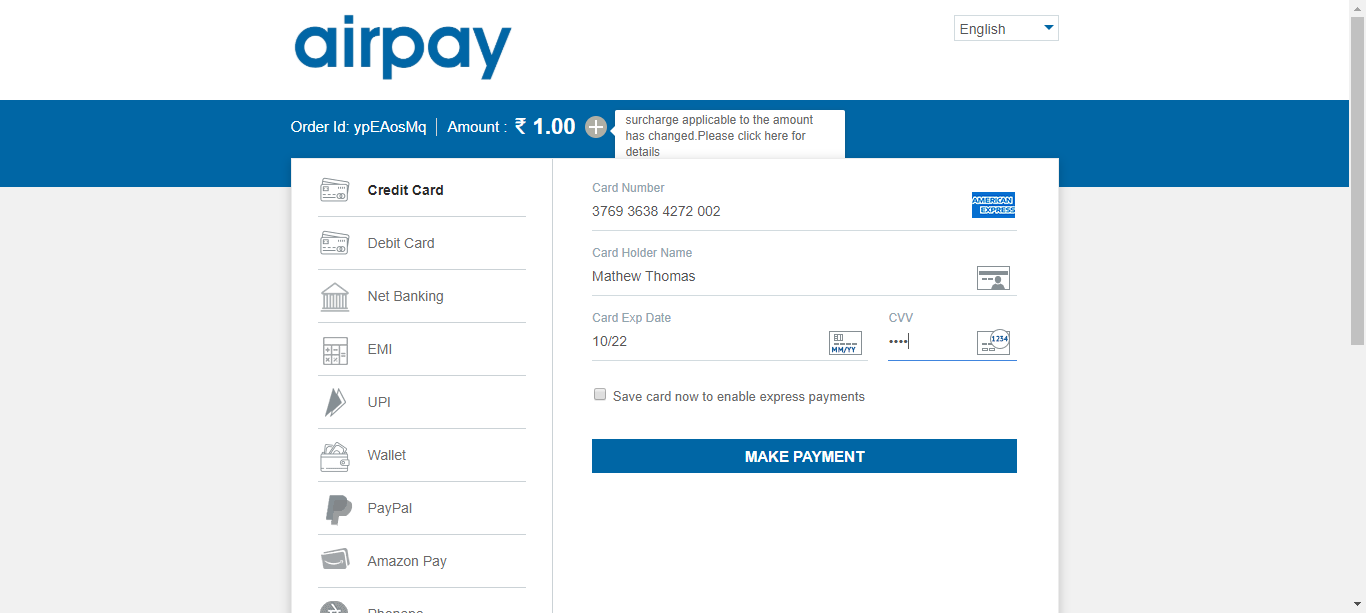 airpay
English
Order Id: ypEAosMq | Amount : ₹ 1.00
surcharge applicable to the amount
has changed.Please click here for
details
Credit Card
Debit Card
Net Banking
EMI
UPI
Wallet
PayPal
Amazon Pay
Phonepe
Card Number
3769 3638 4272 002
AMERICAN
EXPRESS
Card Holder Name
Mathew Thomas
Card Exp Date
10/22
MM/YY
CVV
••••
1234
Save card now to enable express payments
MAKE PAYMENT